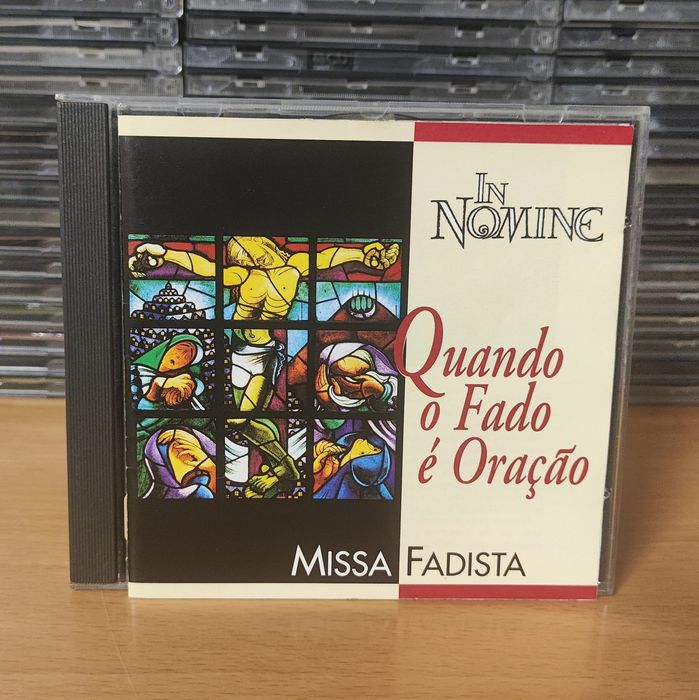 In
Nomine
Quando
o Fado
é Oração
Missa Fadista